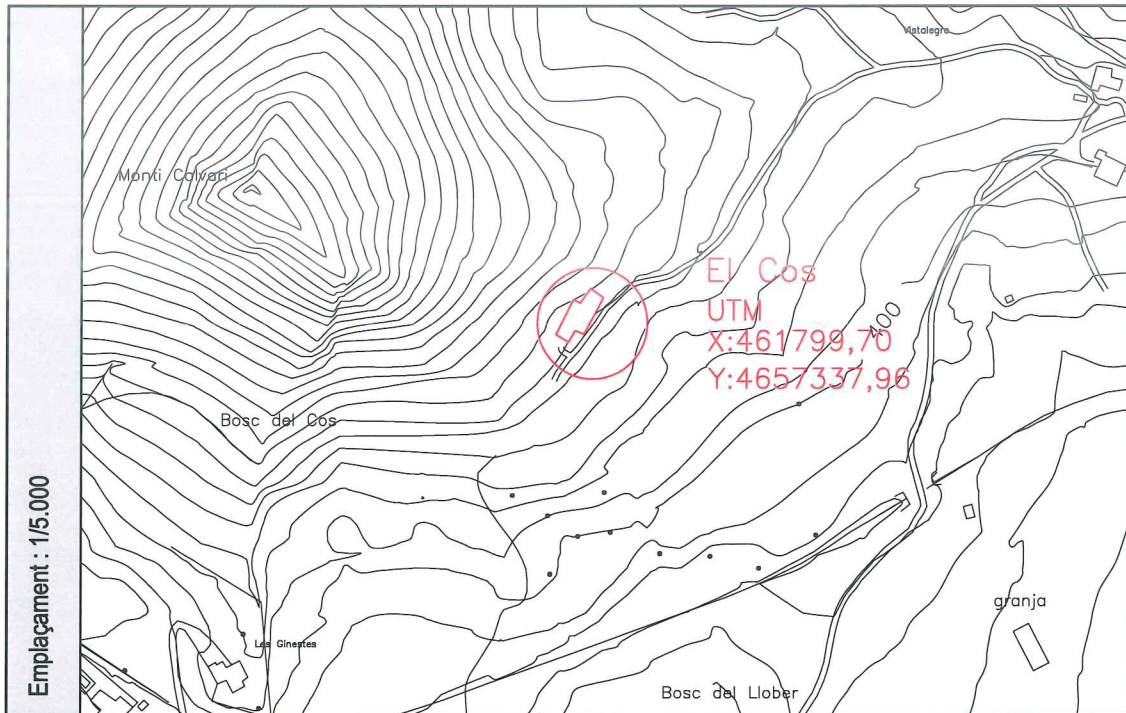 Vistalegre
Monti Calvari
El Cos
UTM
X:461799,70
400
Y:4657337,96
Bosc del Cos
Emplaçament : 1/5.000
granja
Les Ginestes
Bosc del Llober